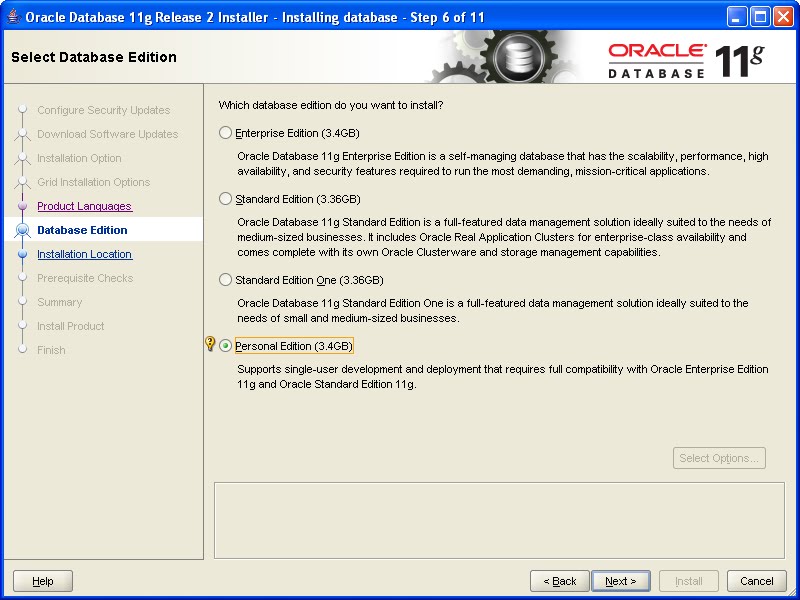 Oracle Database 11g Release 2 Installer - Installing database - Step 6 of 11
Select Database Edition
ORACLE
DATABASE
11g
Configure Security Updates
Download Software Updates
Installation Option
Grid Installation Options
Product Languages
Database Edition
Installation Location
Prerequisite Checks
Summary
Install Product
Finish
Which database edition do you want to install?
Enterprise Edition (3.4GB)
Oracle Database 11g Enterprise Edition is a self-managing database that has the scalability, performance, high
availability, and security features required to run the most demanding, mission-critical applications.
Standard Edition (3.36GB)
Oracle Database 11g Standard Edition is a full-featured data management solution ideally suited to the needs of
medium-sized businesses. It includes Oracle Real Application Clusters for enterprise-class availability and
comes complete with its own Oracle Clusterware and storage management capabilities.
Standard Edition One (3.36GB)
Oracle Database 11g Standard Edition One is a full-featured data management solution ideally suited to the
needs of small and medium-sized businesses.
Personal Edition (3.4GB)
Supports single-user development and deployment that requires full compatibility with Oracle Enterprise Edition
11g and Oracle Standard Edition 11g.
Select Options...
Help
< Back
Next >
Install
Cancel